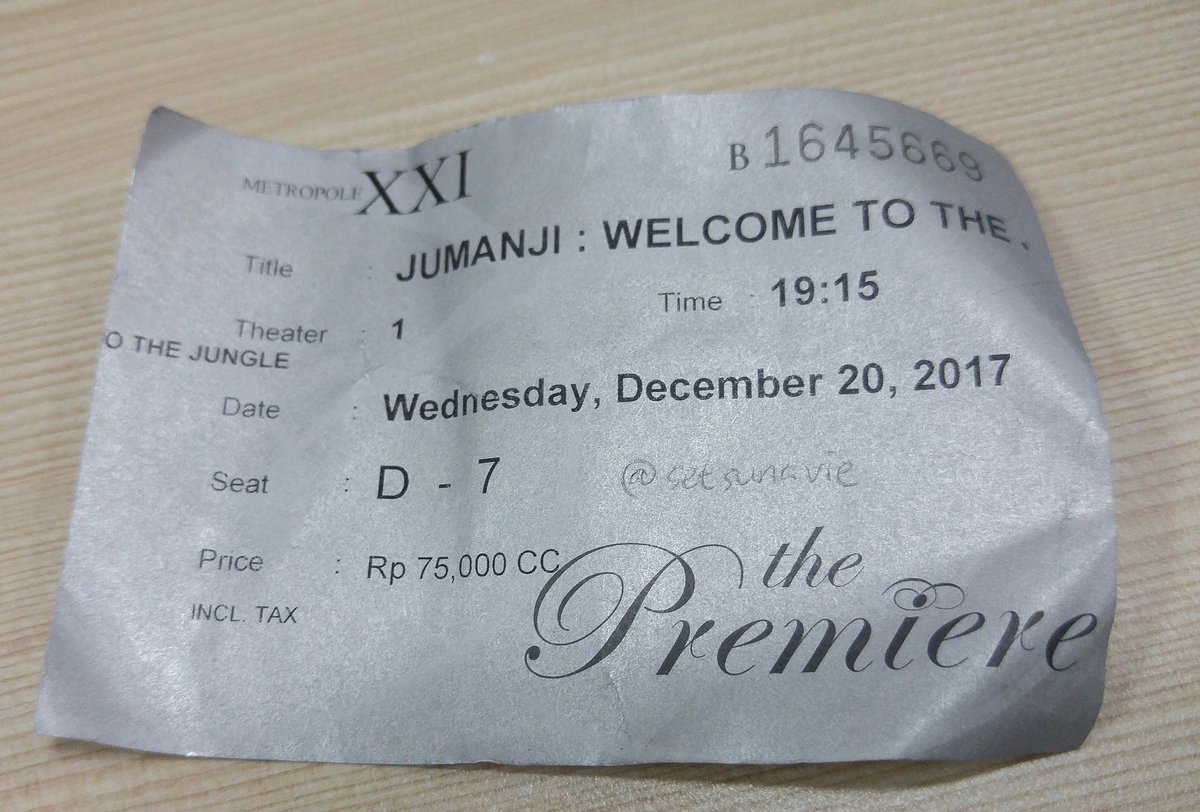 METROPOLE XXI
B 1645669
Title : JUMANJI : WELCOME TO THE .
Time : 19:15
Theater : 1
O THE JUNGLE
Date : Wednesday, December 20, 2017
Seat : D - 7
@setsunavie
Price : Rp 75,000 CC
INCL. TAX
the
Premiere